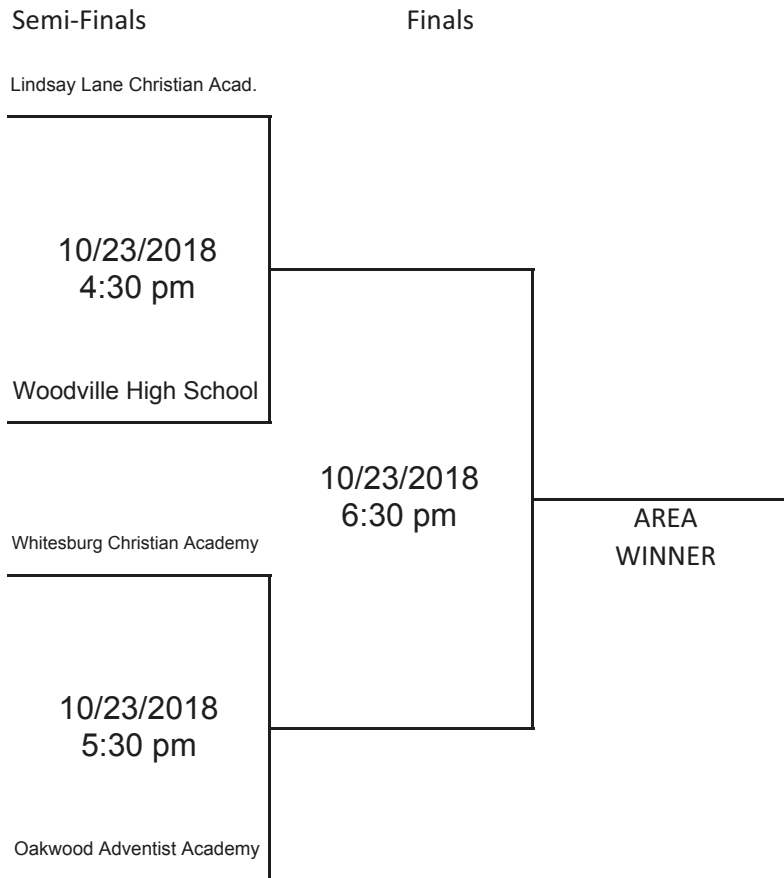 Semi-Finals
Finals
Lindsay Lane Christian Acad.
10/23/2018
4:30 pm
Woodville High School
10/23/2018
6:30 pm
AREA
WINNER
Whitesburg Christian Academy
10/23/2018
5:30 pm
Oakwood Adventist Academy